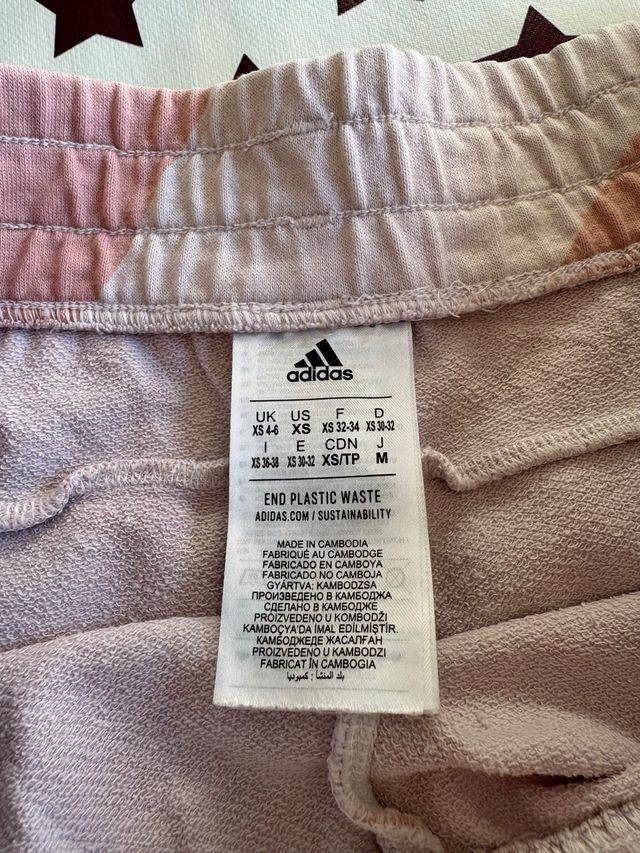 adidas
UK US F D
XS 4-6 XS XS 32-34 XS 30-32
I E CDN J
XS 36-38 XS 30-32 XS/TP M
END PLASTIC WASTE
ADIDAS.COM / SUSTAINABILITY
MADE IN CAMBODIA
FABRIQUÉ AU CAMBODGE
FABRICADO EN CAMBOYA
FABRICADO NO CAMBOJA
GYÁRTVA: KAMBODZSA
ПРОИЗВЕДЕНО В КАМБОДЖА
СДЕЛАНО В КАМБОДЖЕ
PROIZVEDENO U KOMBODŽI
KAMBOÇYA'DA İMAL EDİLMİŞTİR.
КАМБОДЖЕДЕ ЖАСАЛҒАН
PROIZVEDENO U KAMBODZI
FABRICAT ÎN CAMBOGIA
بلد المنشأ : كمبوديا